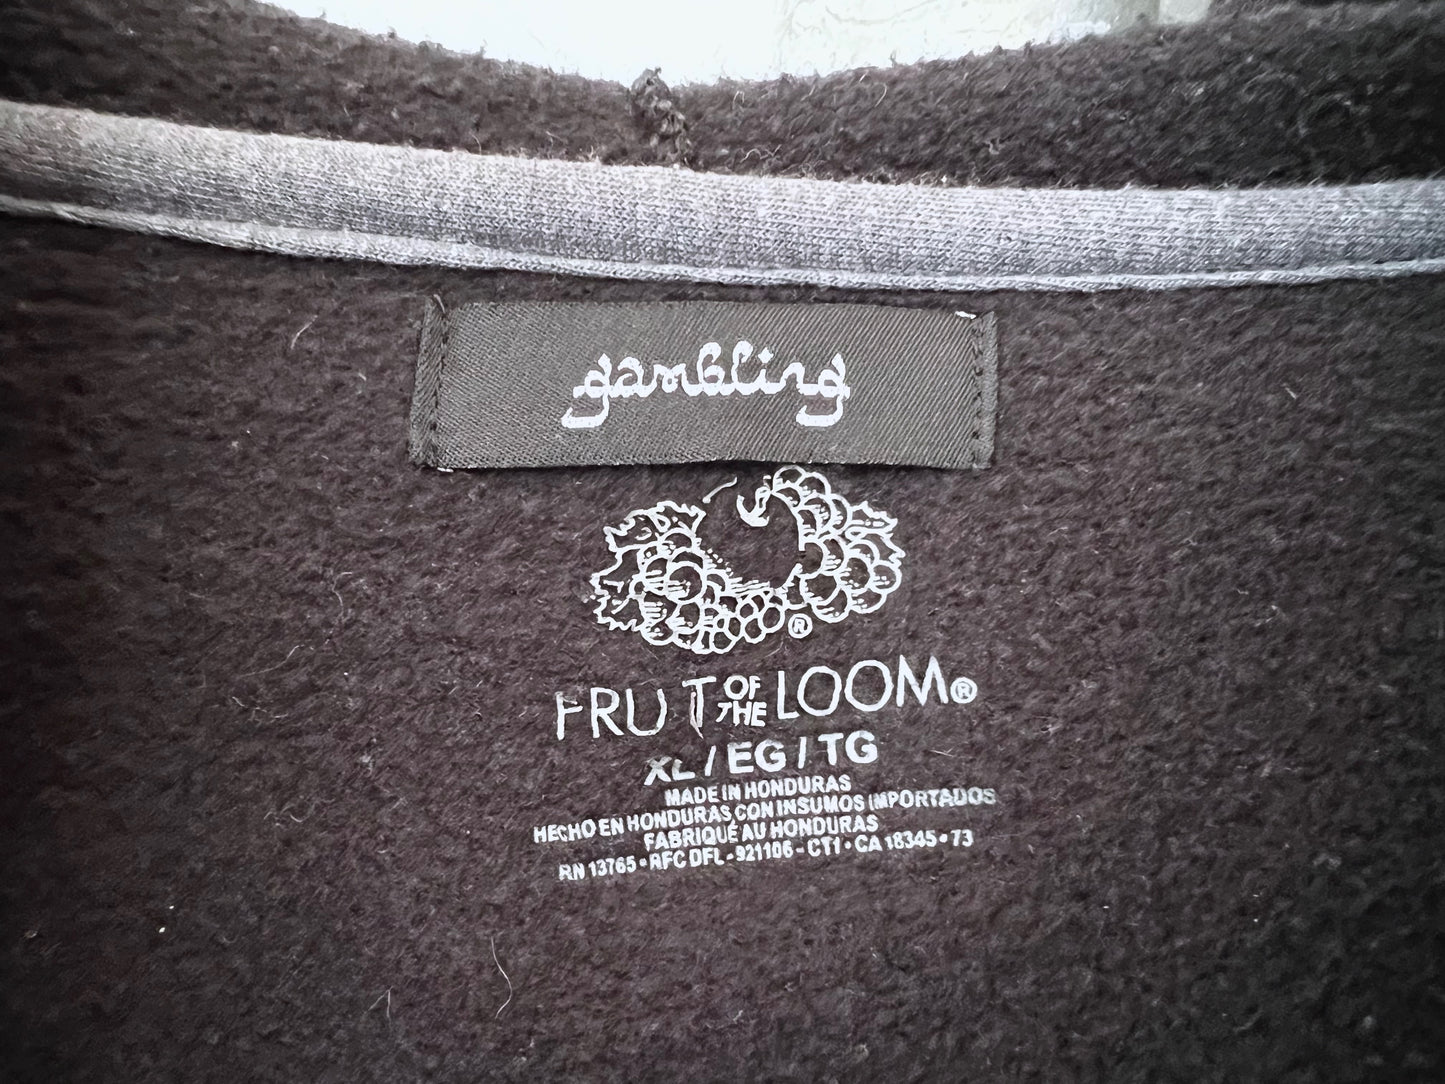 gambling
®
FRUIT OF THE LOOM®
XL / EG / TG
MADE IN HONDURAS
HECHO EN HONDURAS CON INSUMOS IMPORTADOS
FABRIQUÉ AU HONDURAS
RN 13765 • RFC DFL - 921106 - CT1 • CA 18345 • 73